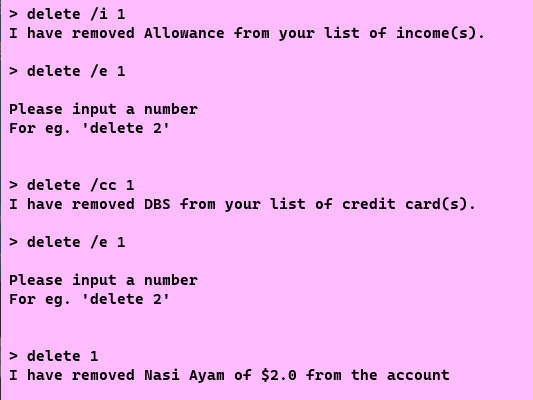 > delete /i 1
I have removed Allowance from your list of income(s).
> delete /e 1
Please input a number
For eg. 'delete 2'
> delete /cc 1
I have removed DBS from your list of credit card(s).
> delete /e 1
Please input a number
For eg. 'delete 2'
> delete 1
I have removed Nasi Ayam of $2.0 from the account